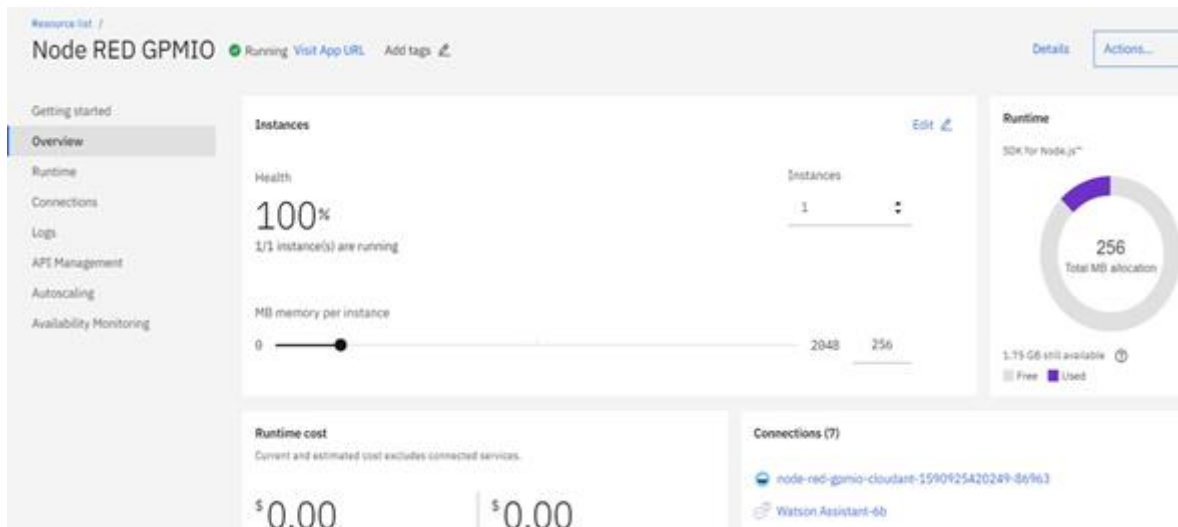 Resource list /
Node RED GPMIO Running Visit App URL Add tags
Details Actions...
Getting started
Overview
Runtime
Connections
Logs
API Management
Autoscaling
Availability Monitoring
Instances
Edit
Health
100%
1/1 instance(s) are running
Instances
1
MB memory per instance
0 2048 256
Runtime
SDK for Node.js™
256
Total MB allocation
1.75 GB still available
Free Used
Runtime cost
Current and estimated cost excludes connected services.
$0.00 $0.00
Connections (7)
node-red-gpmio-cloudant-1590925420249-86963
Watson Assistant-6b